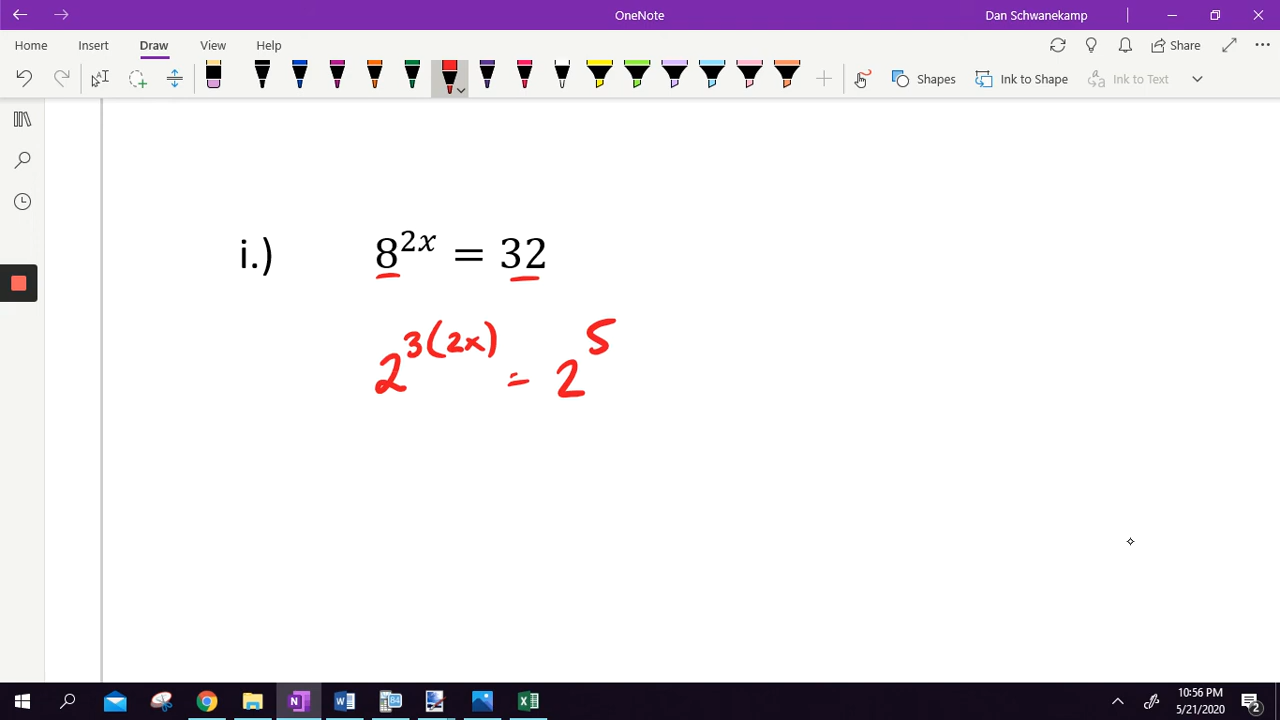 OneNote
Dan Schwanekamp
Home Insert Draw View Help
Share
Shapes Ink to Shape Ink to Text
i.) 8^{2x} = 32
2^{3(2x)} = 2^5
10:56 PM
5/21/2020
2